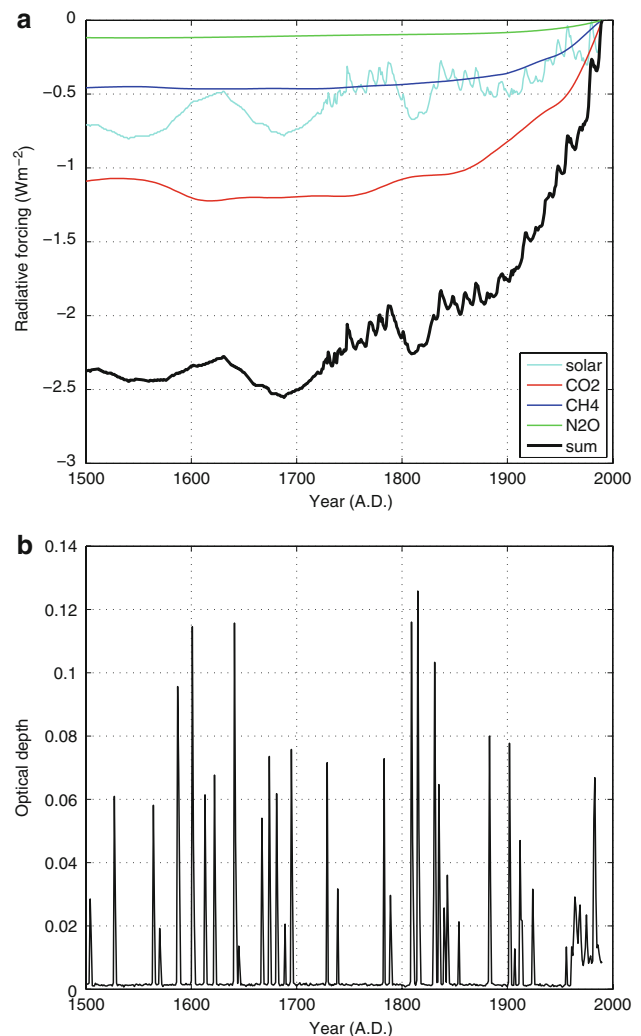 a
0
−0.5
−1
−1.5
−2
−2.5
−3
Radiative forcing (Wm−2)
1500 1600 1700 1800 1900 2000
Year (A.D.)
solar
CO2
CH4
N2O
sum
b
0.14
0.12
0.1
0.08
0.06
0.04
0.02
0
Optical depth
1500 1600 1700 1800 1900 2000
Year (A.D.)